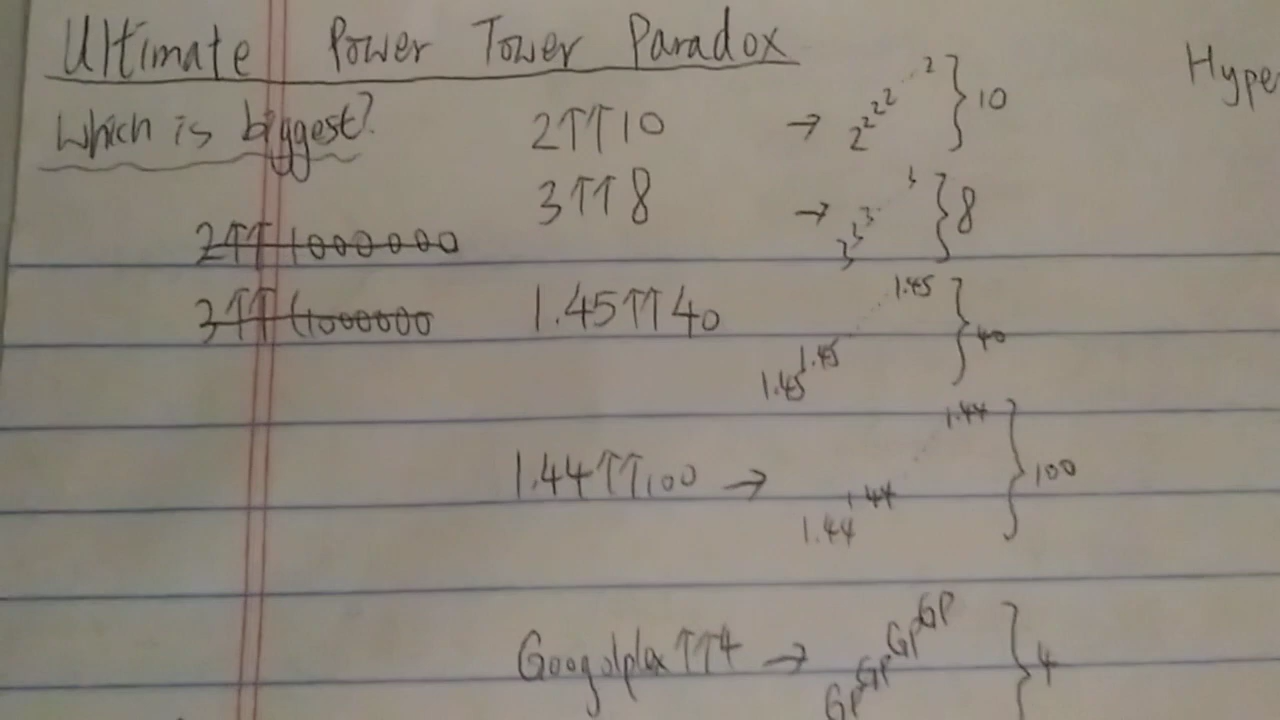 Ultimate Power Tower Paradox
Hype
Which is biggest?
2↑↑10 → 2^2^2^2...^2 } 10
3↑↑8 → 3^3^3...^3 } 8
2↑↑1000000
3↑↑1000000
1.45↑↑40 1.45^1.45...^1.45 } 40
1.44↑↑100 → 1.44^1.44...^1.44 } 100
Googolplex↑↑4 → GP^GP^GP^GP } 4